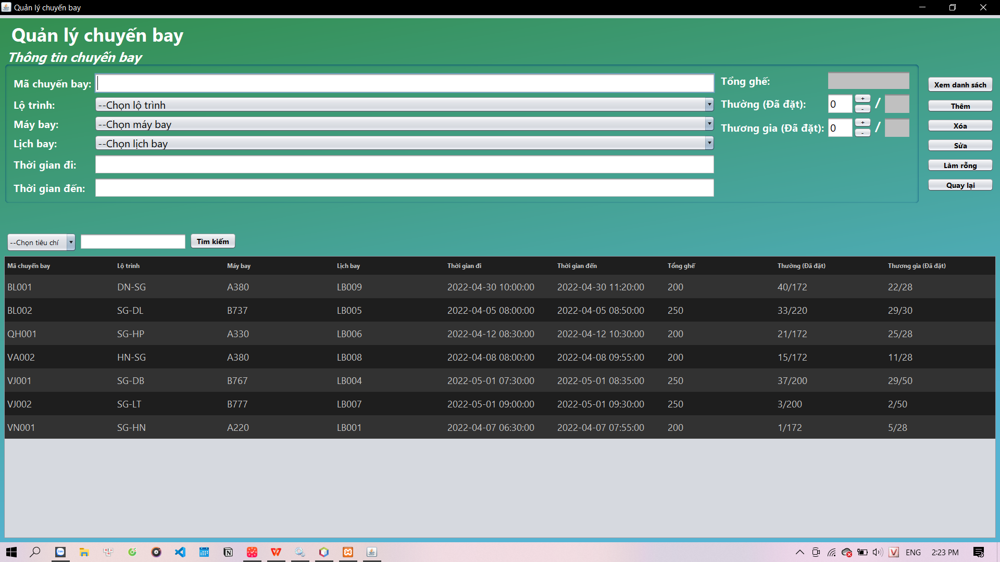 Quản lý chuyến bay
Quản lý chuyến bay
Thông tin chuyến bay
Mã chuyến bay:
Tổng ghế:
Xem danh sách
Lộ trình: --Chọn lộ trình
Thường (Đã đặt): 0 + - /
Thêm
Máy bay: --Chọn máy bay
Thương gia (Đã đặt): 0 + - /
Xóa
Lịch bay: --Chọn lịch bay
Sửa
Thời gian đi:
Làm rỗng
Thời gian đến:
Quay lại
--Chọn tiêu chí Tìm kiếm
Mã chuyến bay Lộ trình Máy bay Lịch bay Thời gian đi Thời gian đến Tổng ghế Thường (Đã đặt) Thương gia (Đã đặt)
BL001 DN-SG A380 LB009 2022-04-30 10:00:00 2022-04-30 11:20:00 200 40/172 22/28
BL002 SG-DL B737 LB005 2022-04-05 08:00:00 2022-04-05 08:50:00 250 33/220 29/30
QH001 SG-HP A330 LB006 2022-04-12 08:30:00 2022-04-12 10:30:00 200 21/172 25/28
VA002 HN-SG A380 LB008 2022-04-08 08:00:00 2022-04-08 09:55:00 200 15/172 11/28
VJ001 SG-DB B767 LB004 2022-05-01 07:30:00 2022-05-01 08:35:00 250 37/200 29/50
VJ002 SG-LT B777 LB007 2022-05-01 09:00:00 2022-05-01 09:30:00 250 3/200 2/50
VN001 SG-HN A220 LB001 2022-04-07 06:30:00 2022-04-07 07:55:00 200 1/172 5/28
ENG 2:23 PM